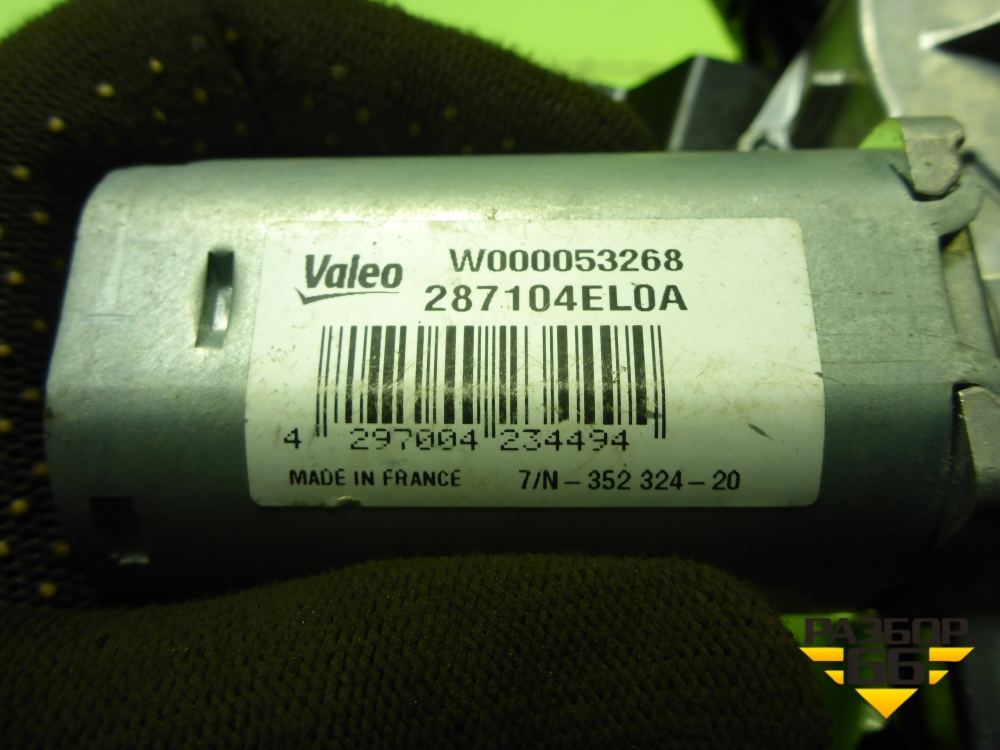 Valeo W000053268
287104EL0A
4 297004 234494
MADE IN FRANCE 7/N-352 324-20
РАЗБОР
66